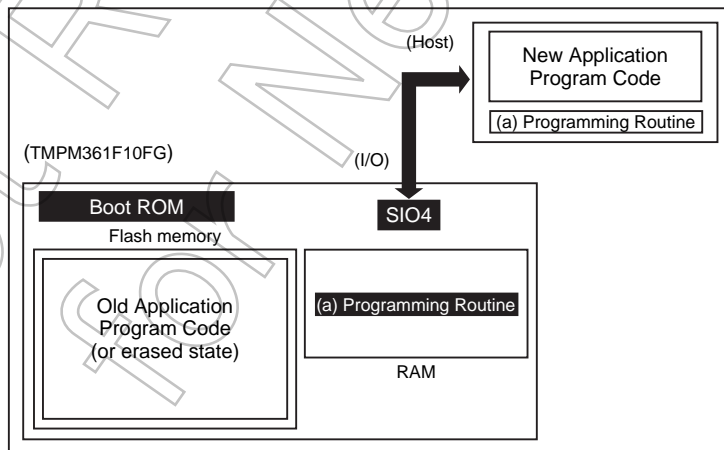 (Host)
New Application
Program Code
(a) Programming Routine
(TMPM361F10FG)
(I/O)
Boot ROM
SIO4
Flash memory
Old Application
Program Code
(or erased state)
(a) Programming Routine
RAM